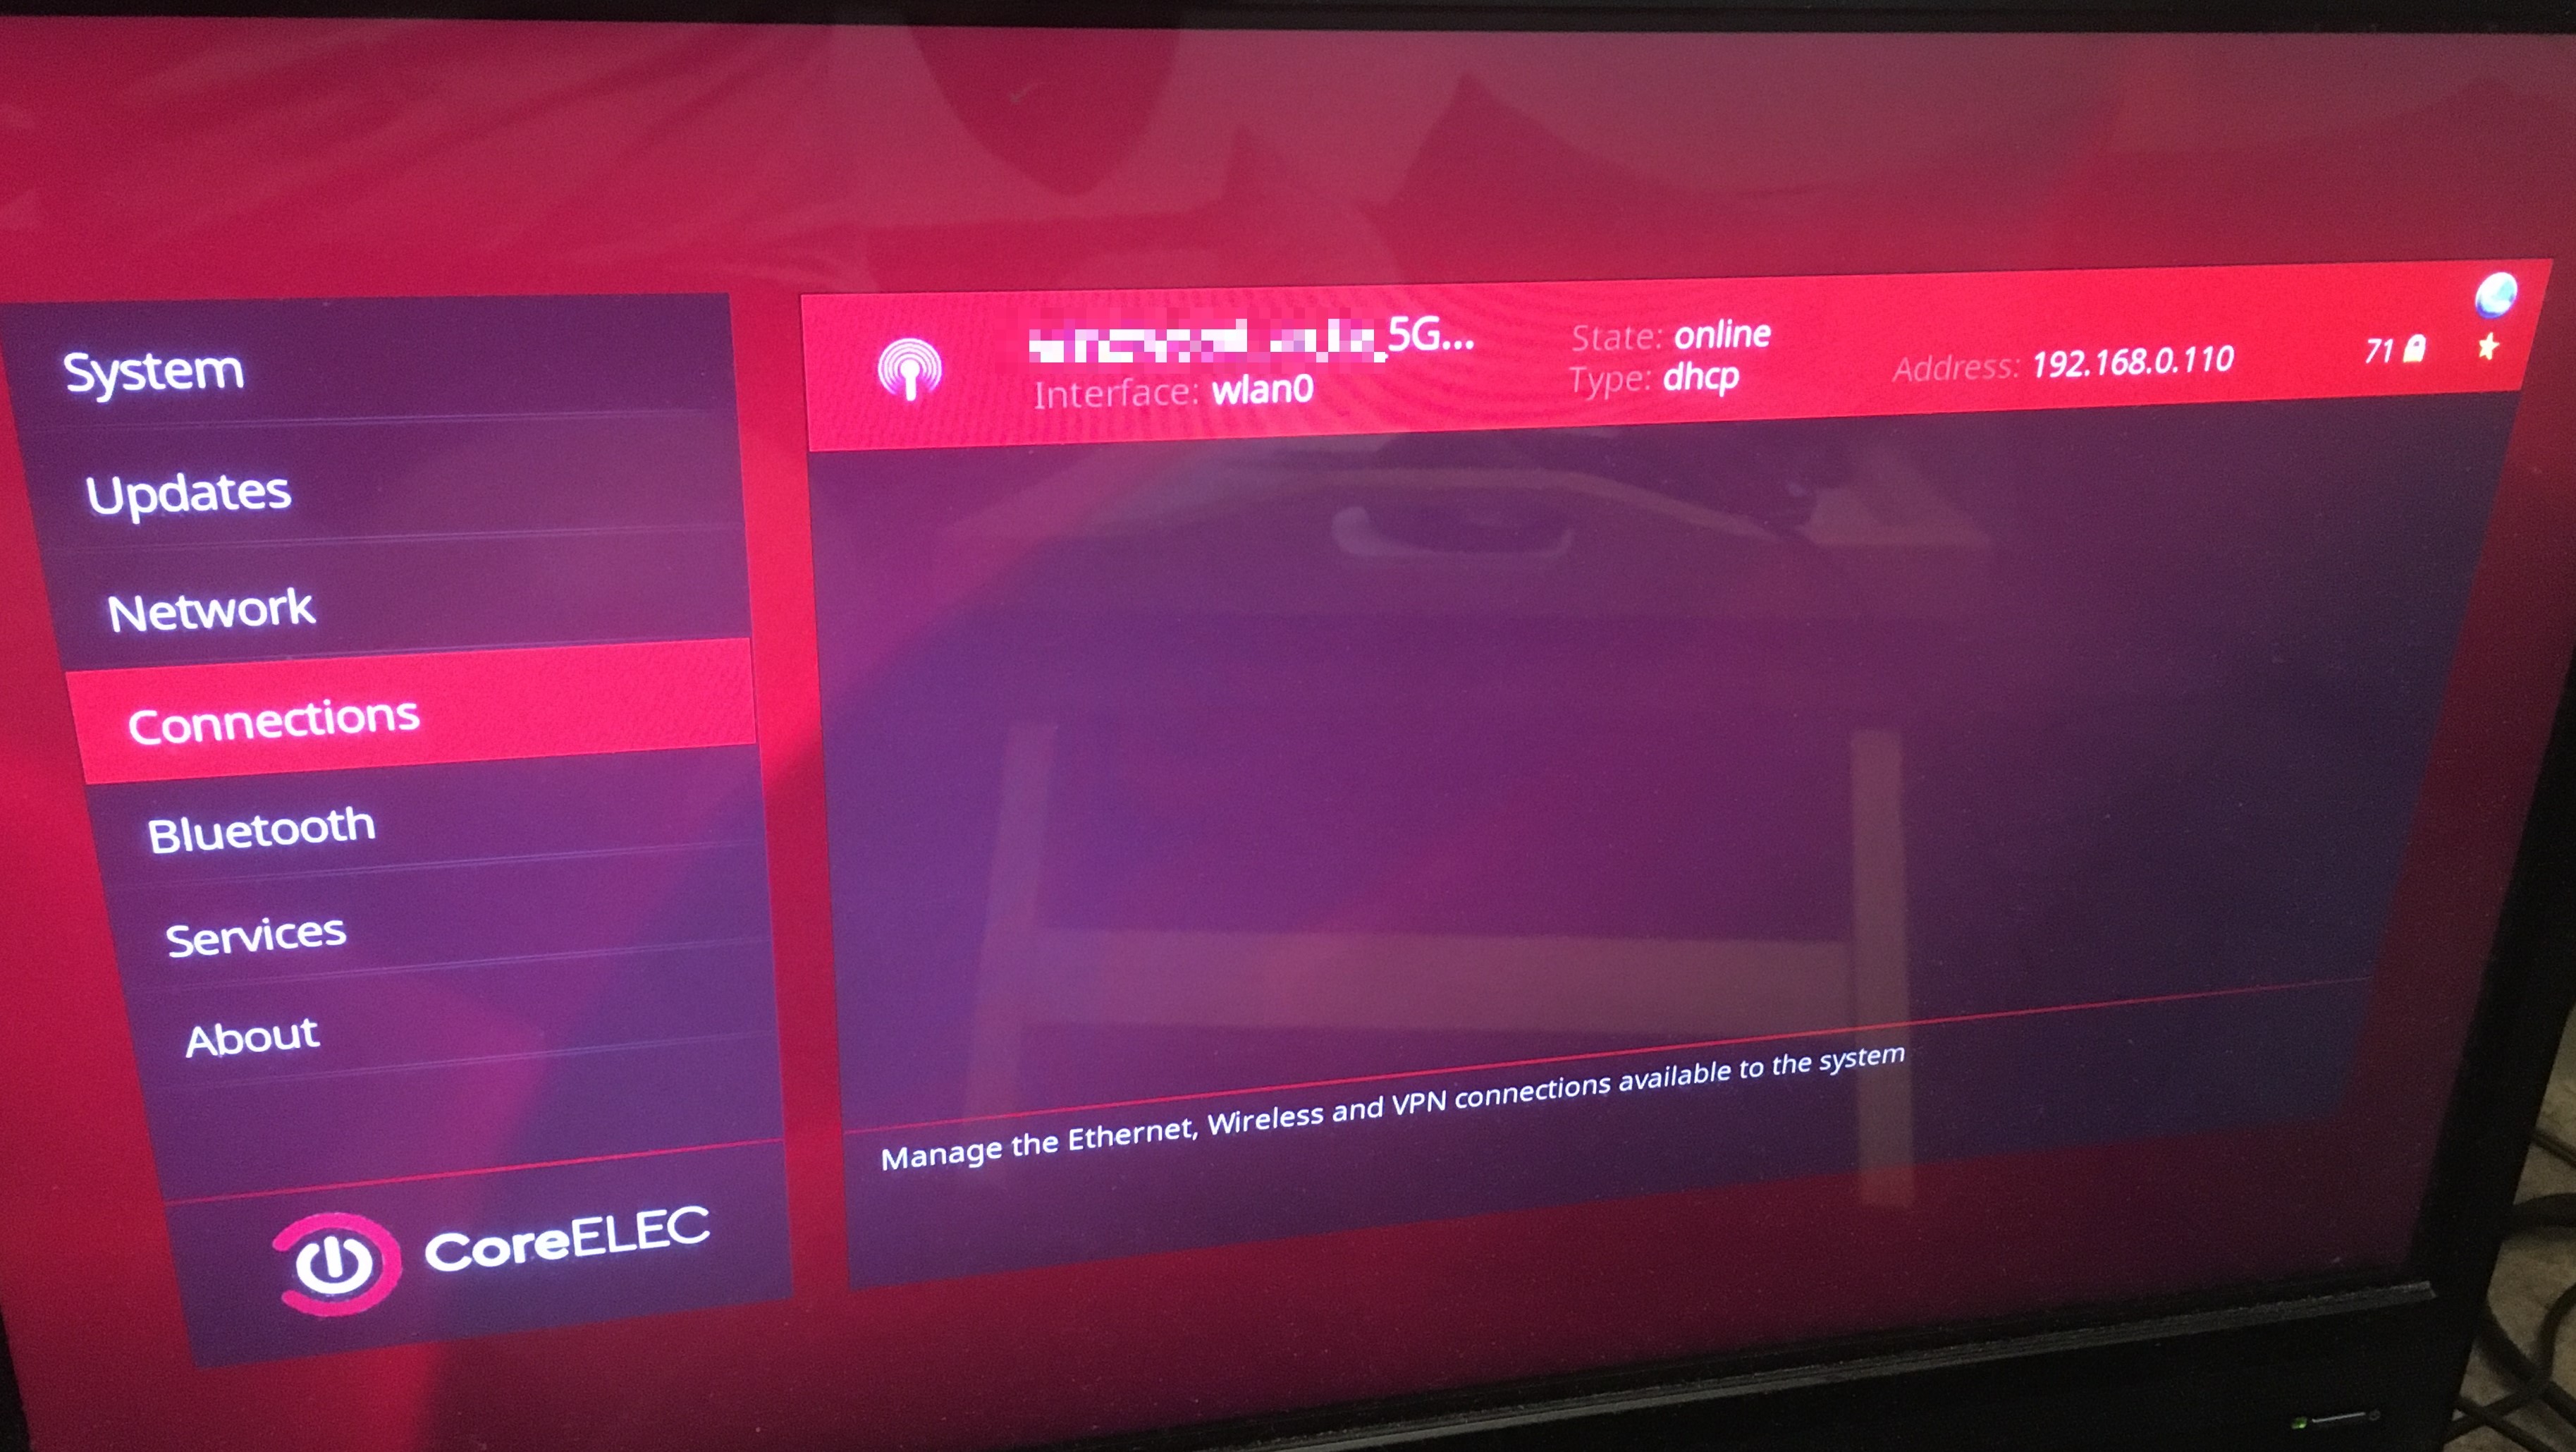 System
Updates
Network
Connections
Bluetooth
Services
About
CoreELEC
5G...
Interface: wlan0
State: online
Type: dhcp
Address: 192.168.0.110
71
Manage the Ethernet, Wireless and VPN connections available to the system